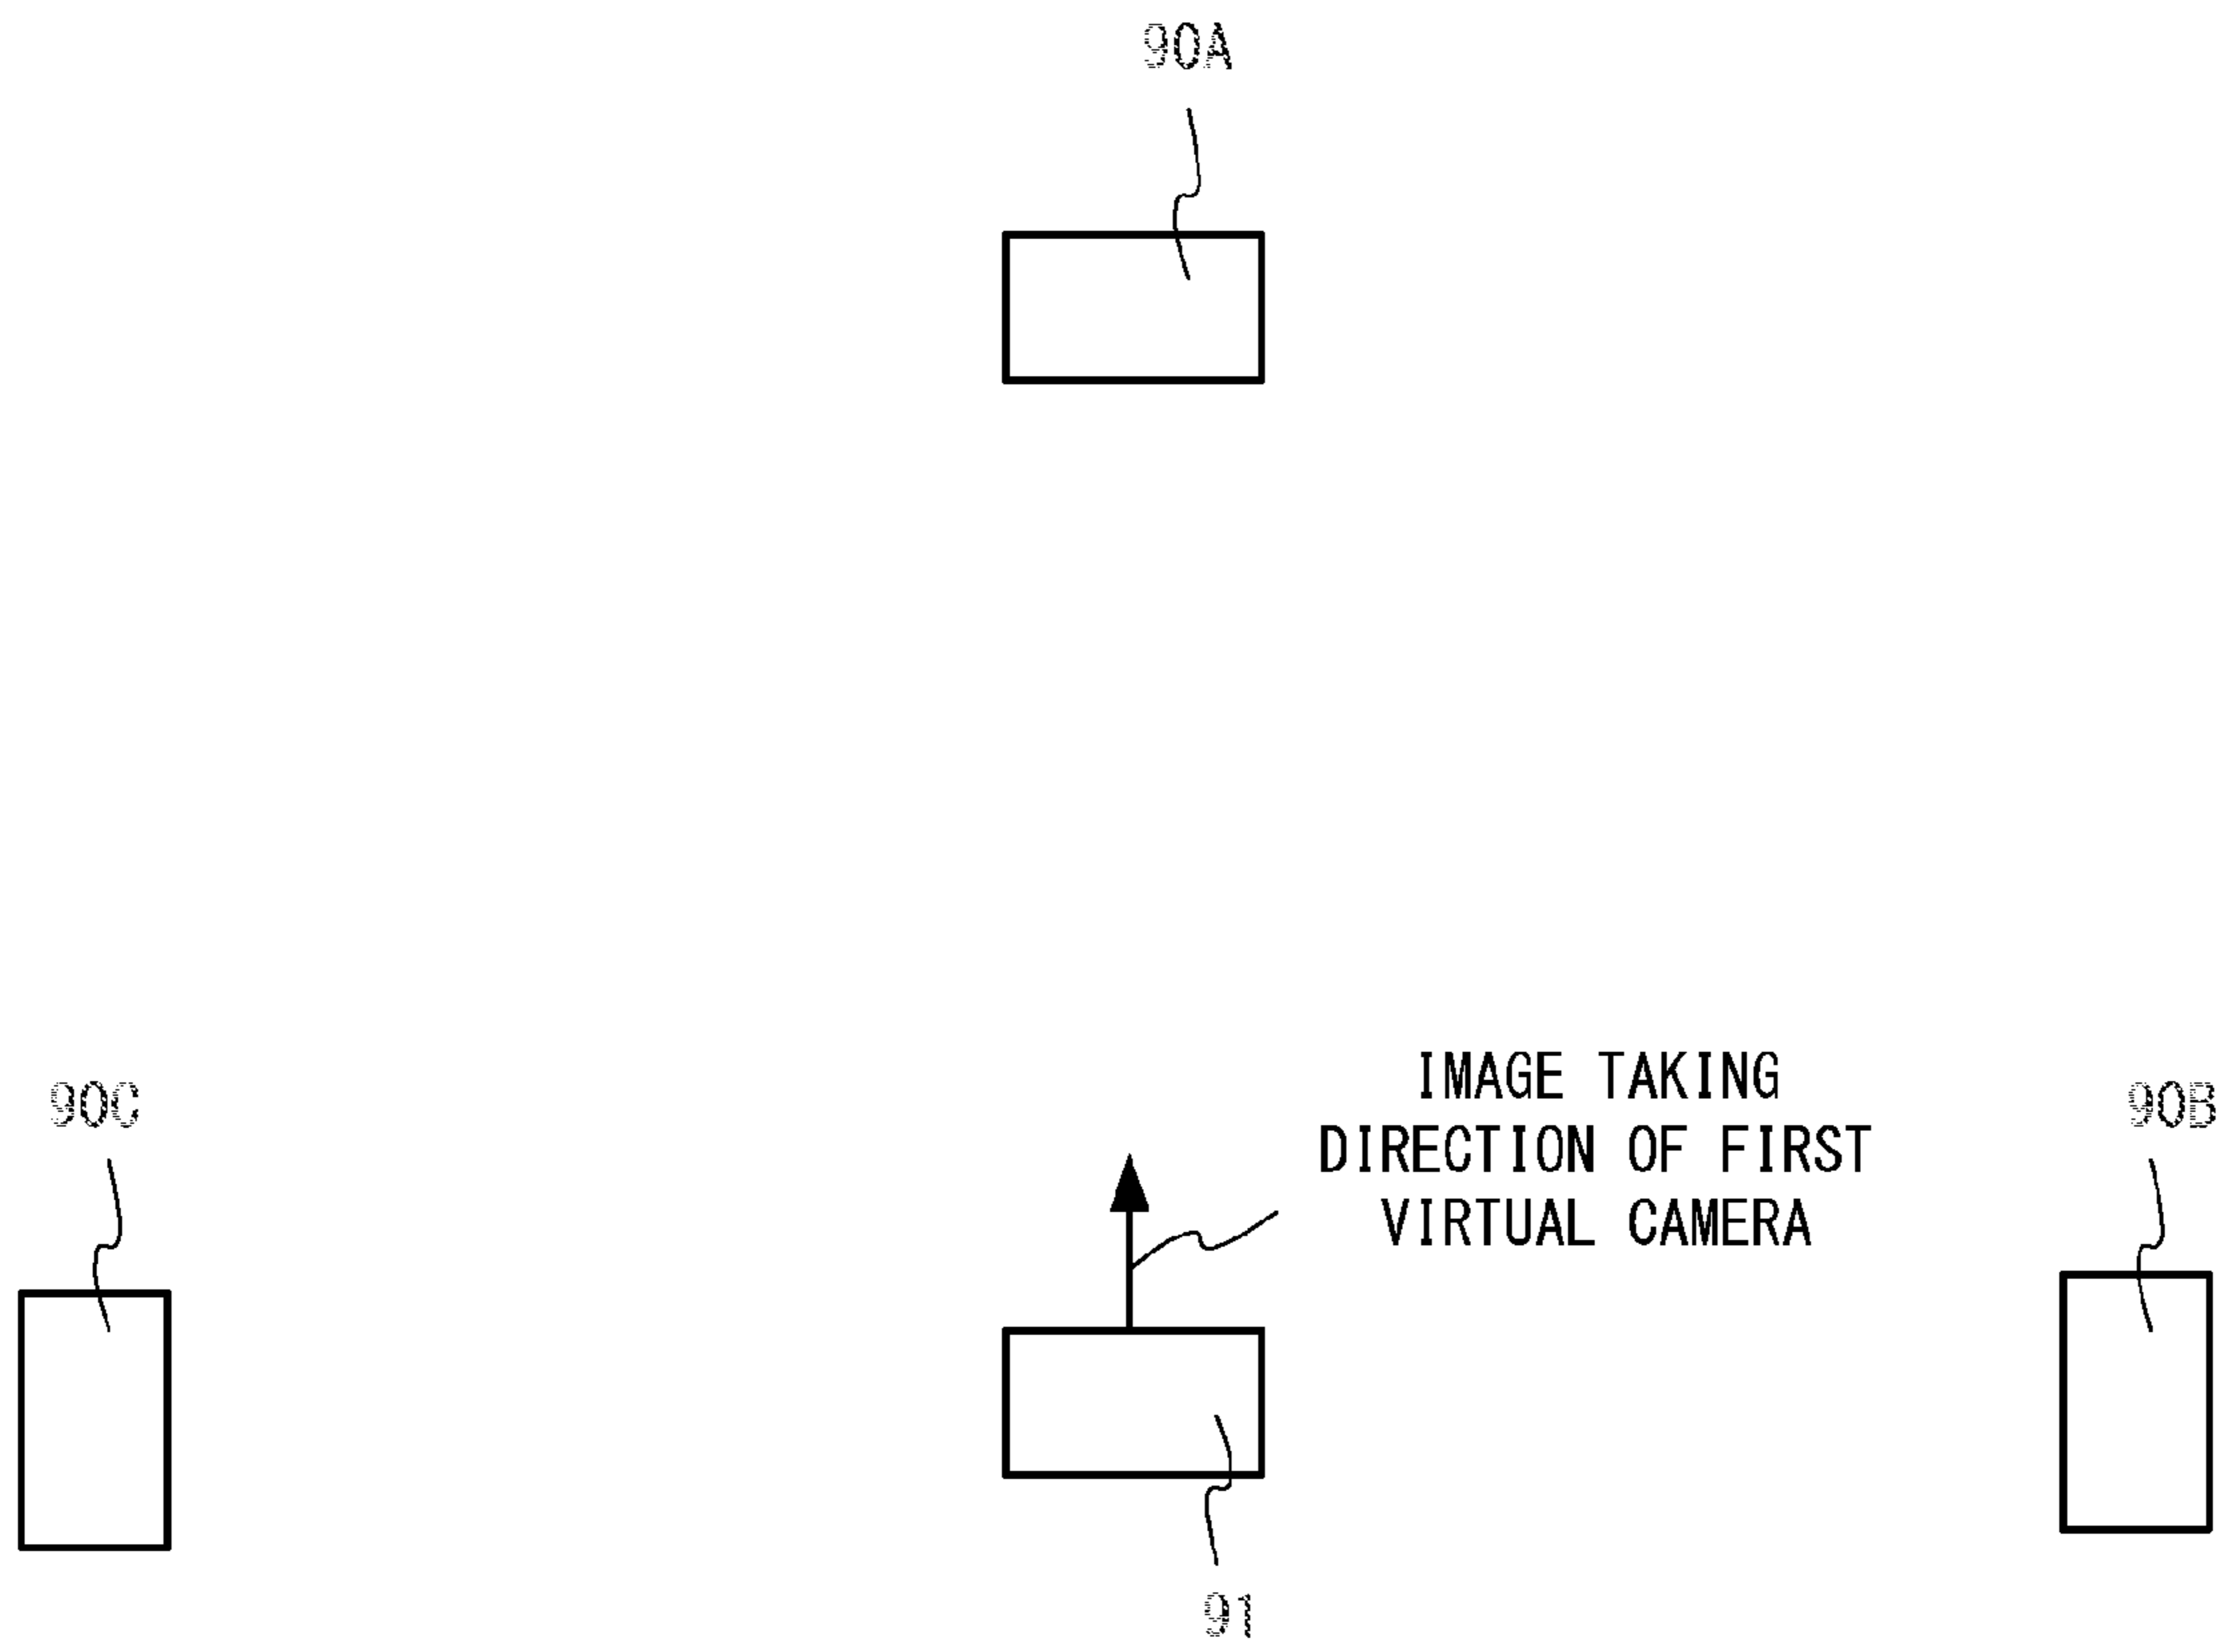 90A
IMAGE TAKING
DIRECTION OF FIRST
VIRTUAL CAMERA
90C
90B
91